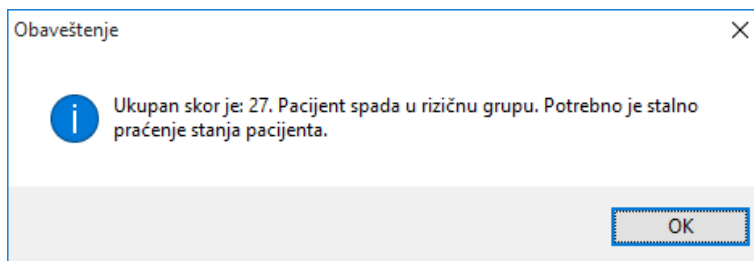 Obaveštenje
Ukupan skor je: 27. Pacijent spada u rizičnu grupu. Potrebno je stalno
praćenje stanja pacijenta.
OK